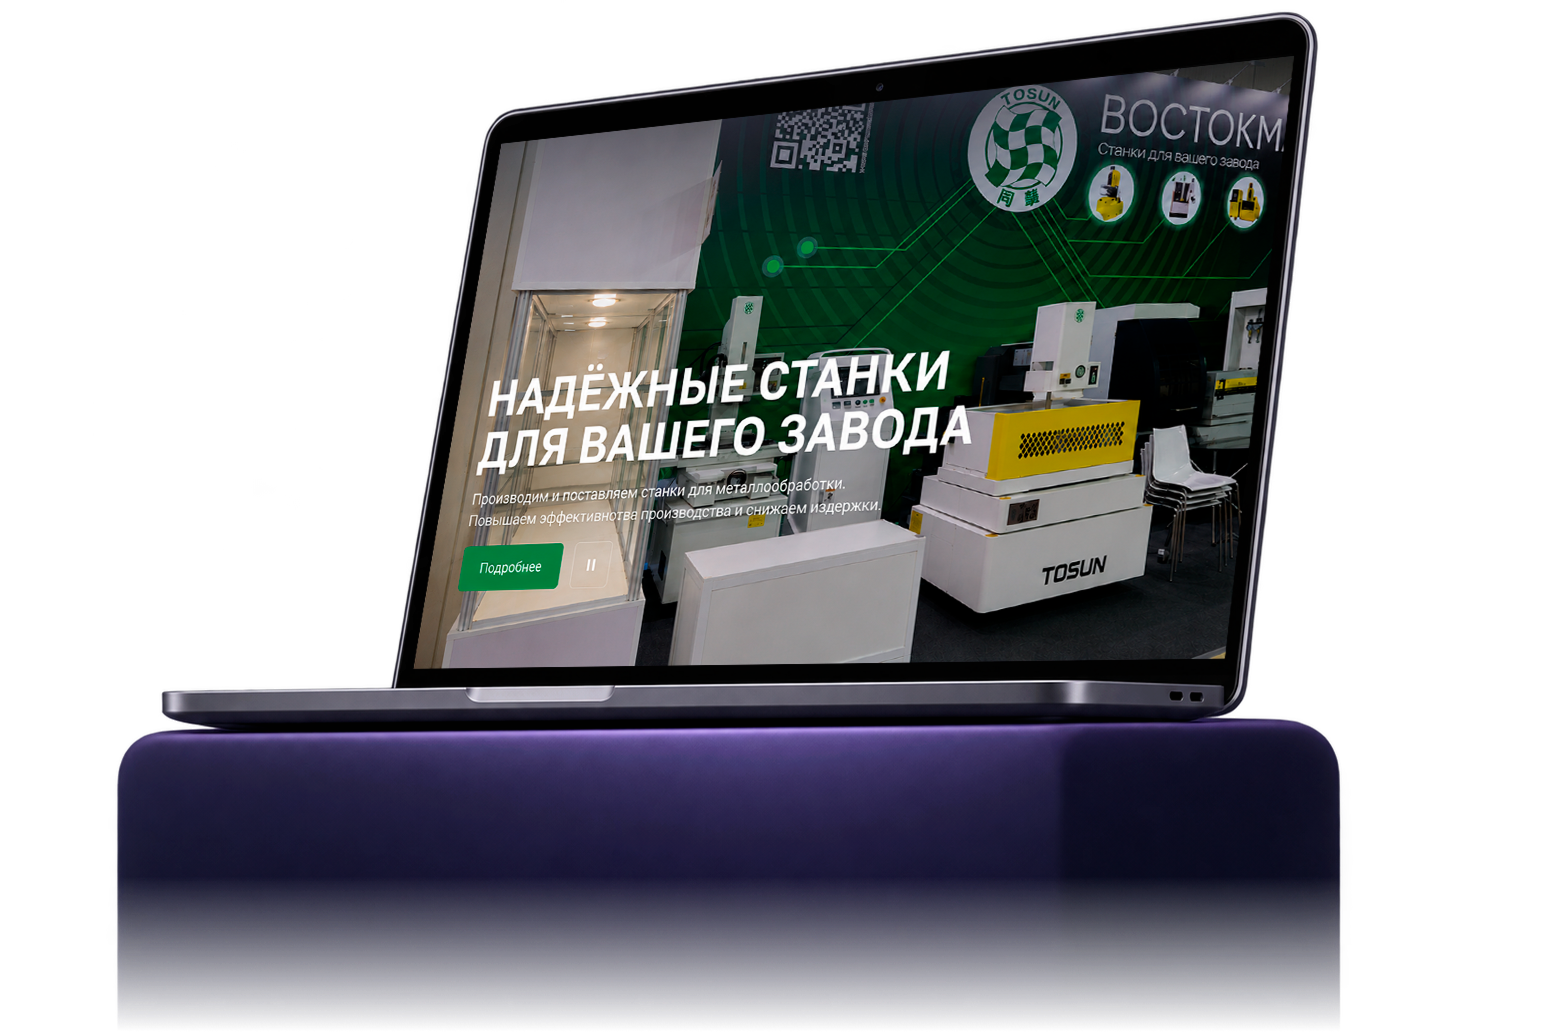 TOSUN
ВОСТОКМ
Станки для вашего завода
НАДЁЖНЫЕ СТАНКИ
ДЛЯ ВАШЕГО ЗАВОДА
Производим и поставляем станки для металлообработки.
Повышаем эффективнотва производства и снижаем издержки.
Подробнее
TOSUN